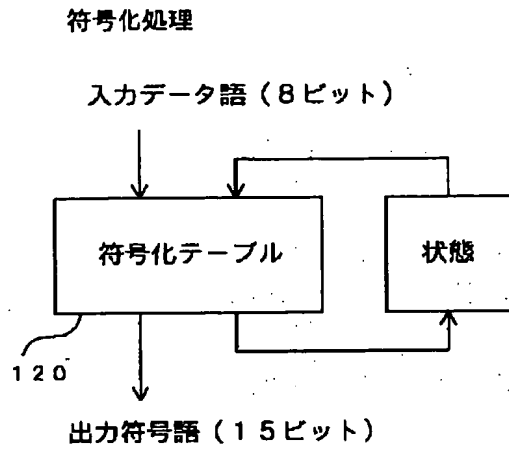 符号化処理
入力データ語（8ビット）
符号化テーブル
状態
120
出力符号語（15ビット）